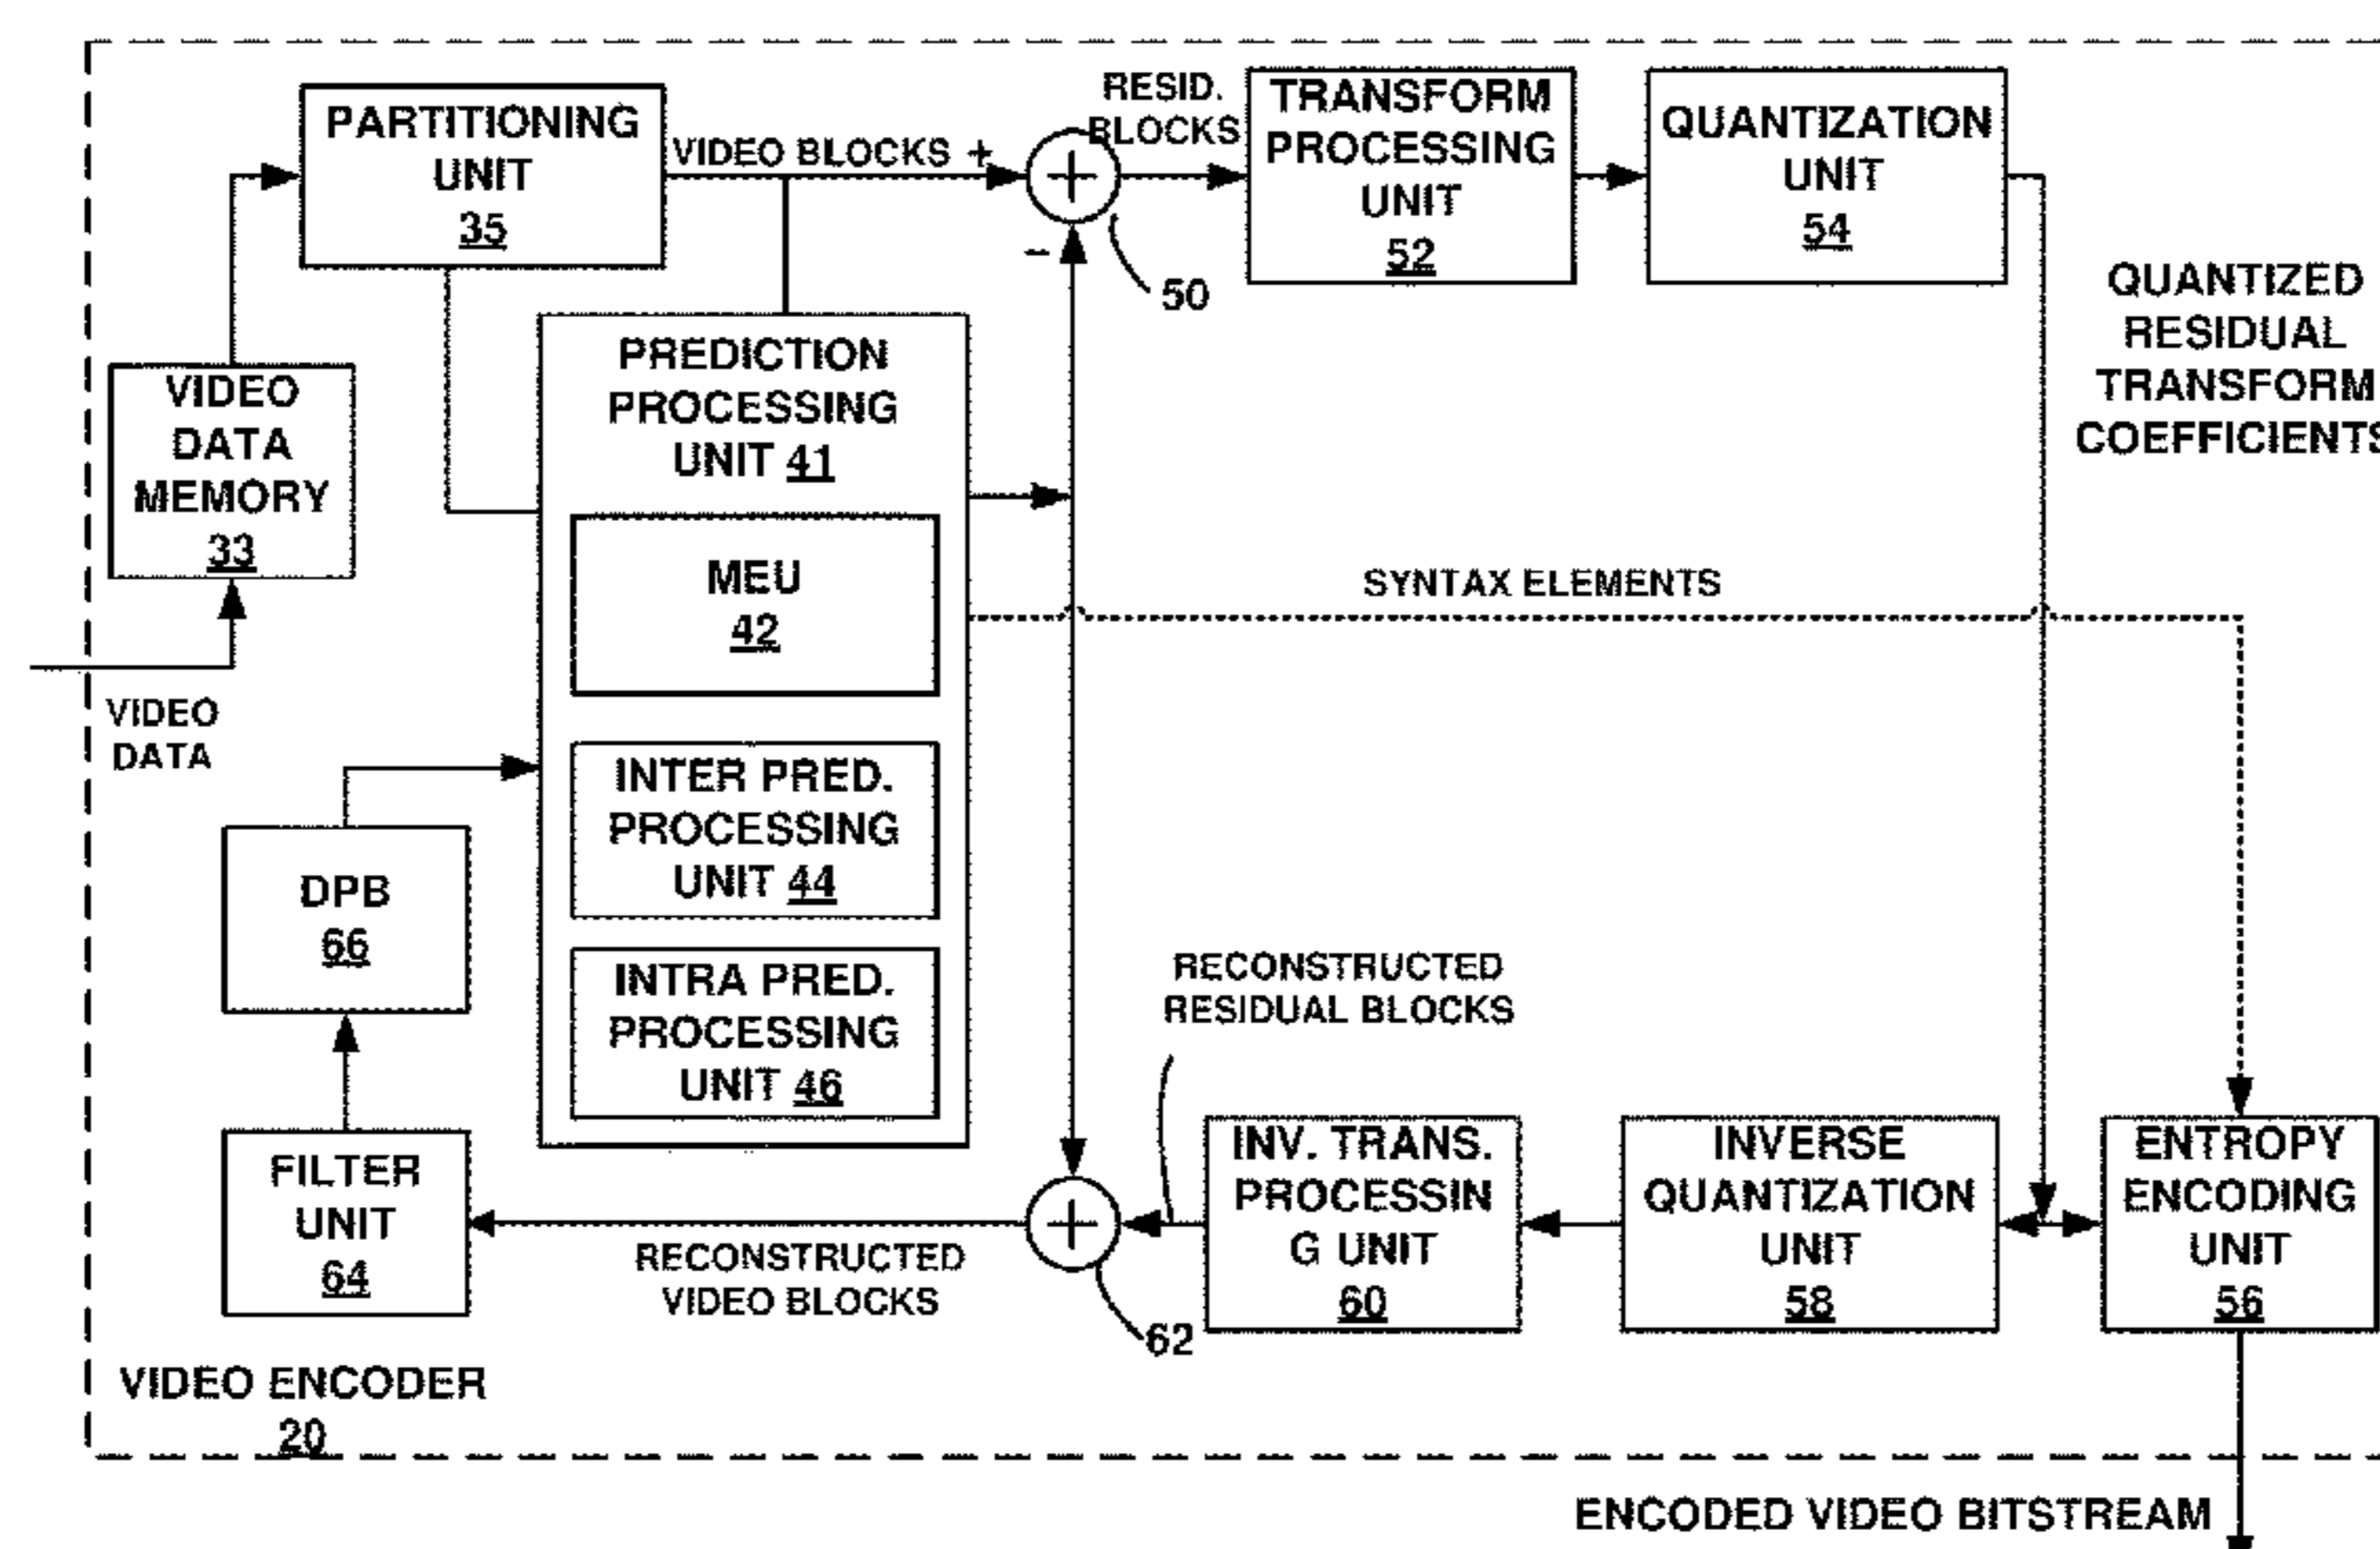 PARTITIONING
UNIT
35
VIDEO BLOCKS +
RESID.
BLOCKS
+
-
50
TRANSFORM
PROCESSING
UNIT
52
QUANTIZATION
UNIT
54
QUANTIZED
RESIDUAL
TRANSFORM
COEFFICIENTS
VIDEO
DATA
MEMORY
33
VIDEO
DATA
PREDICTION
PROCESSING
UNIT 41
MEU
42
INTER PRED.
PROCESSING
UNIT 44
INTRA PRED.
PROCESSING
UNIT 46
SYNTAX ELEMENTS
DPB
66
FILTER
UNIT
64
RECONSTRUCTED
VIDEO BLOCKS
+
62
RECONSTRUCTED
RESIDUAL BLOCKS
INV. TRANS.
PROCESSIN
G UNIT
60
INVERSE
QUANTIZATION
UNIT
58
ENTROPY
ENCODING
UNIT
56
VIDEO ENCODER
20
ENCODED VIDEO BITSTREAM